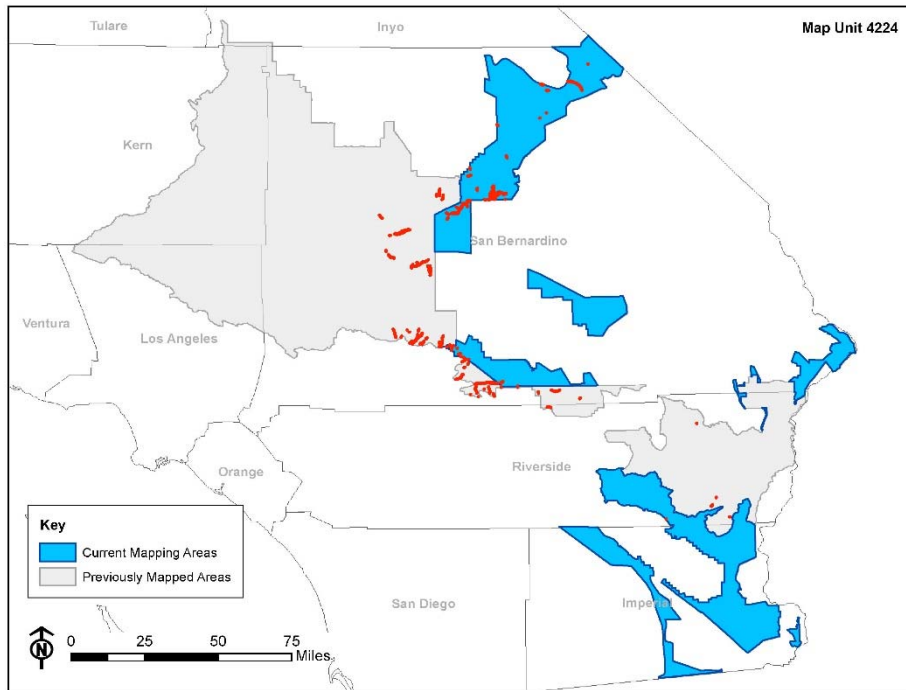 Tulare
Inyo
Map Unit 4224
Kern
San Bernardino
Ventura
Los Angeles
Orange
Riverside
Key
Current Mapping Areas
Previously Mapped Areas
San Diego
Imperial
N
0 25 50 75
Miles